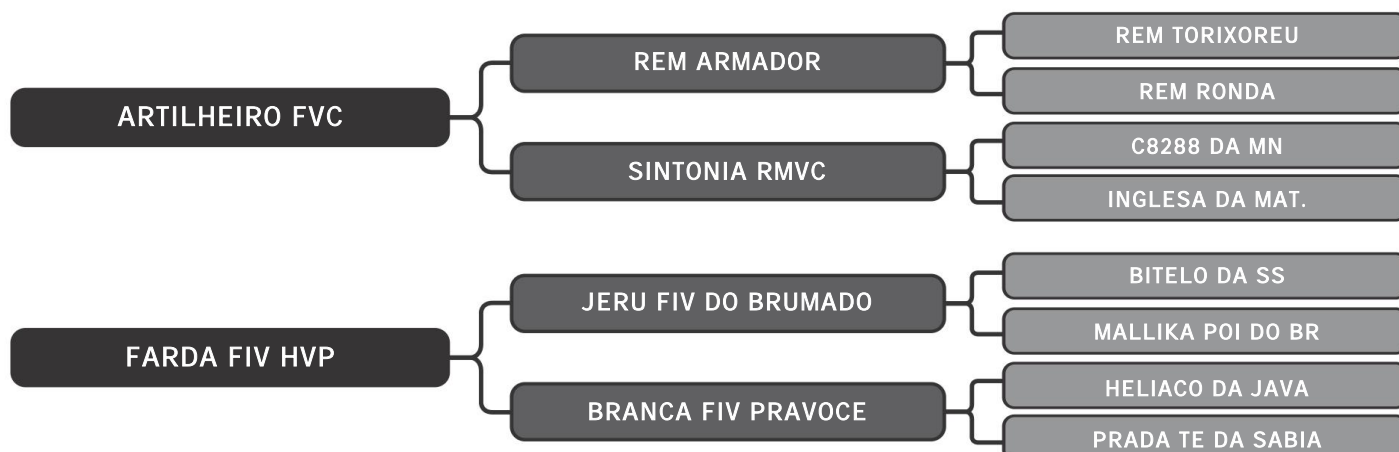 ARTILHEIRO FVC
REM ARMADOR
REM TORIXOREU
REM RONDA
SINTONIA RMVC
C8288 DA MN
INGLESA DA MAT.
FARDA FIV HVP
JERU FIV DO BRUMADO
BITELO DA SS
MALLIKA POI DO BR
BRANCA FIV PRAVOCE
HELIACO DA JAVA
PRADA TE DA SABIA